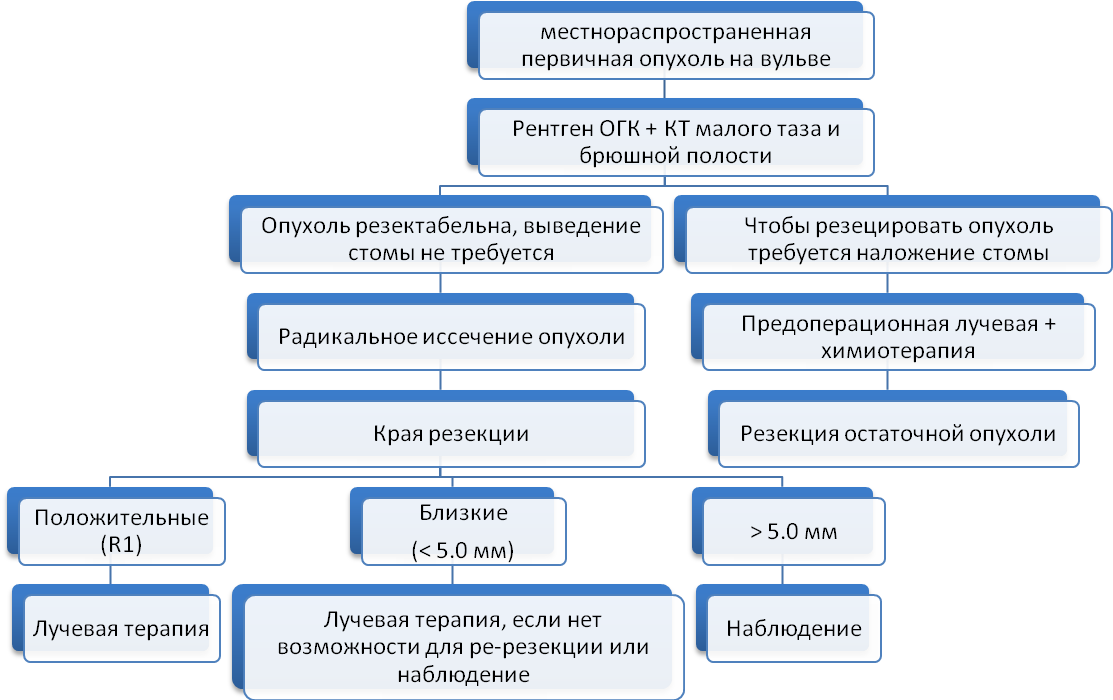 местнораспространенная
первичная опухоль на вульве
Рентген ОГК + КТ малого таза и
брюшной полости
Опухоль резектабельна, выведение
стомы не требуется
Чтобы резецировать опухоль
требуется наложение стомы
Радикальное иссечение опухоли
Предоперационная лучевая +
химиотерапия
Края резекции
Резекция остаточной опухоли
Положительные
(R1)
Близкие
(< 5.0 мм)
> 5.0 мм
Лучевая терапия
Лучевая терапия, если нет
возможности для ре-резекции или
наблюдение
Наблюдение